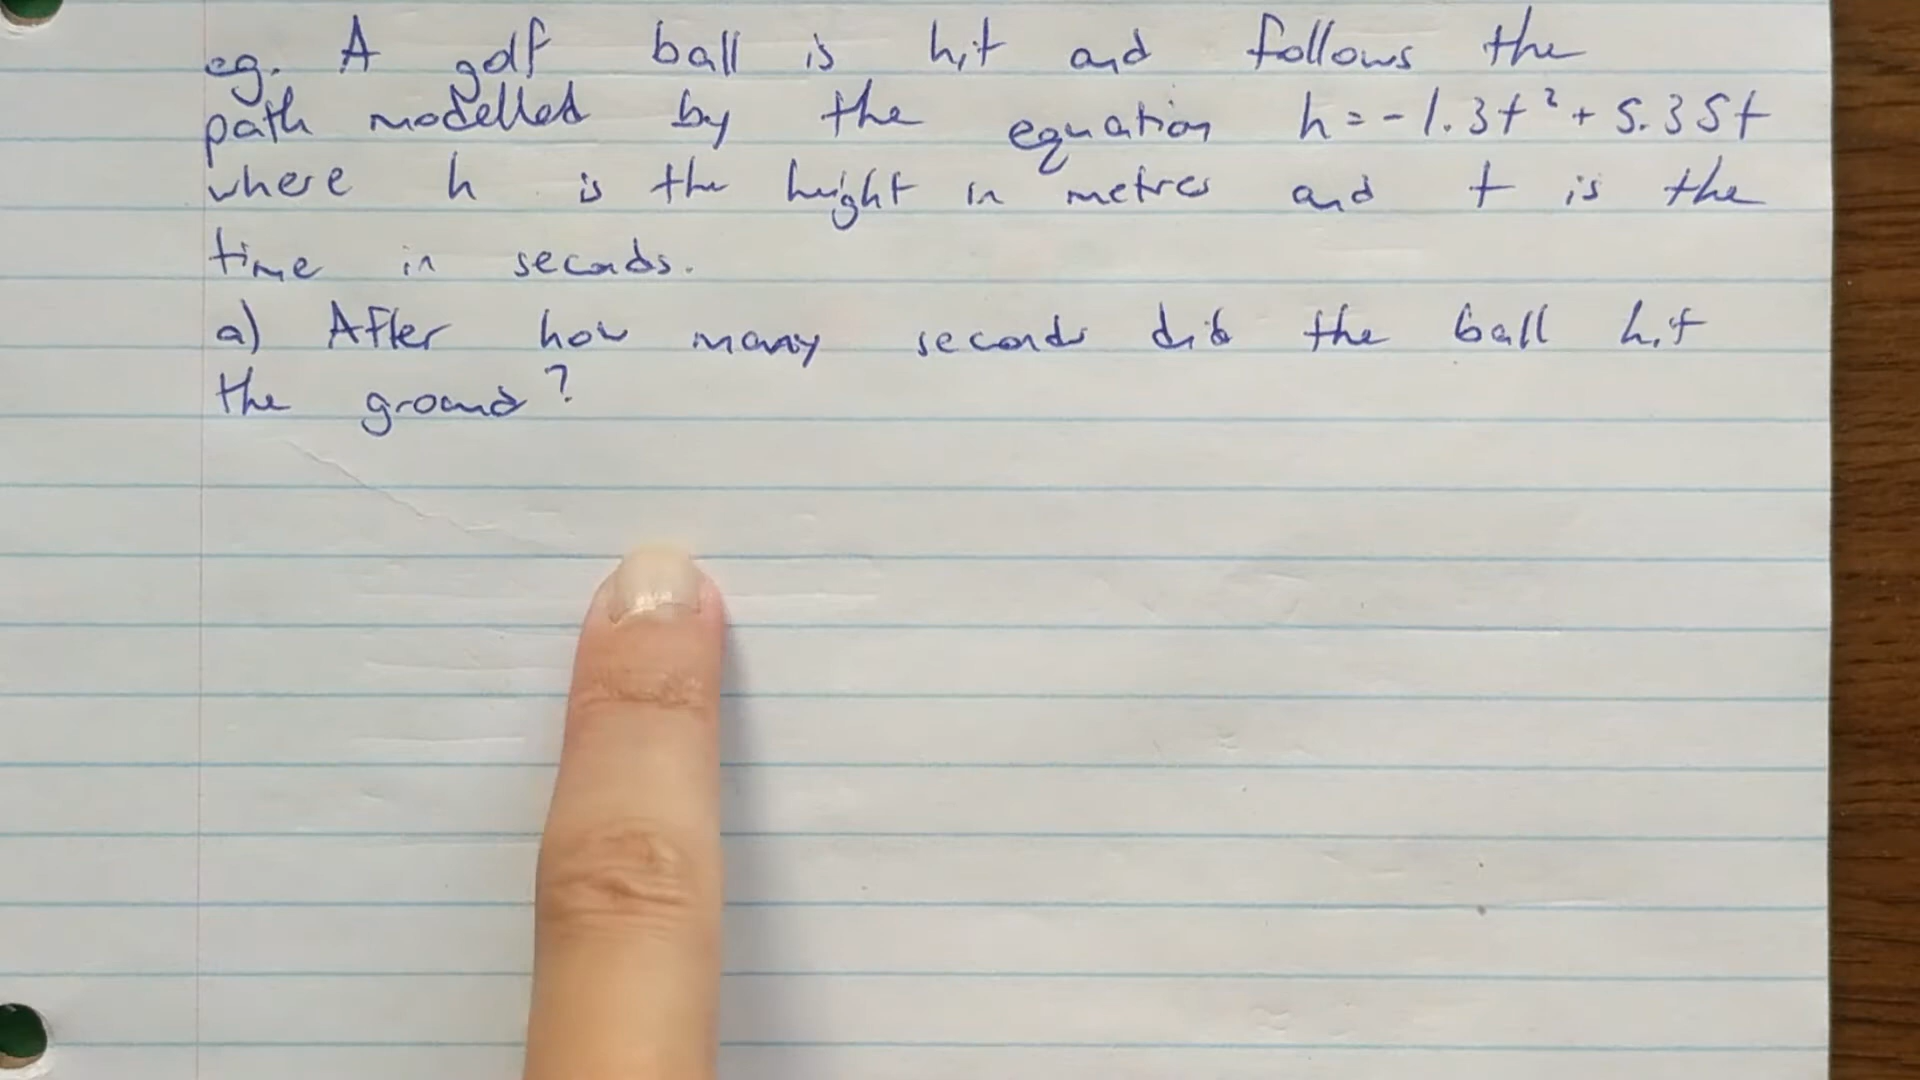 eg. A golf ball is hit and follows the
path modelled by the equation h = -1.3t² + 5.35t
where h is the height in metres and t is the
time in seconds.
a) After how many seconds did the ball hit
the ground?